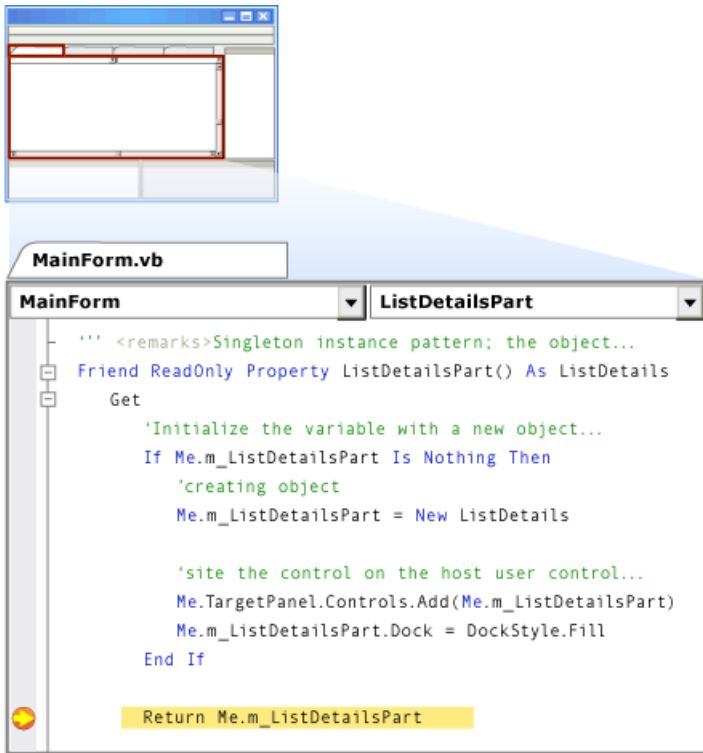 MainForm.vb
MainForm ListDetailsPart
''' <remarks>Singleton instance pattern; the object...
Friend ReadOnly Property ListDetailsPart() As ListDetails
Get
'Initialize the variable with a new object...
If Me.m_ListDetailsPart Is Nothing Then
'creating object
Me.m_ListDetailsPart = New ListDetails
'site the control on the host user control...
Me.TargetPanel.Controls.Add(Me.m_ListDetailsPart)
Me.m_ListDetailsPart.Dock = DockStyle.Fill
End If
Return Me.m_ListDetailsPart